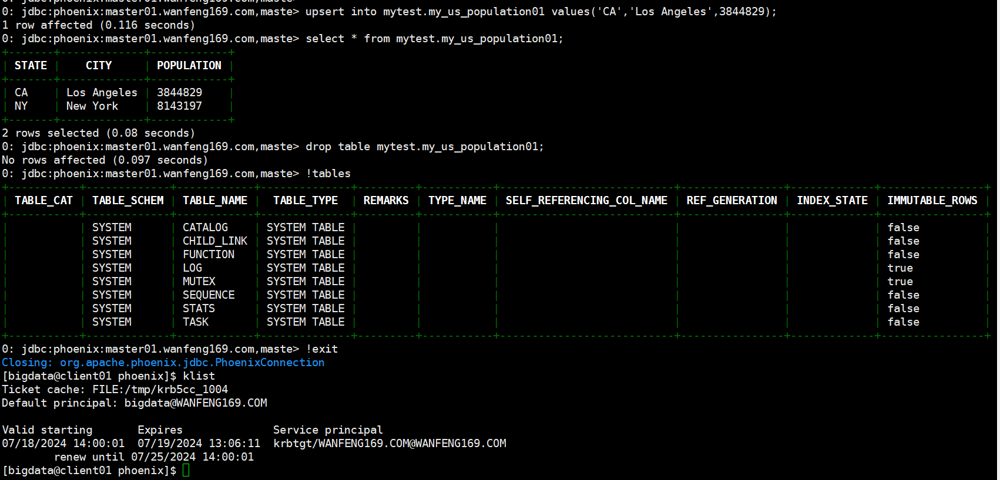 0: jdbc:phoenix:master01.wanfeng169.com,maste>
0: jdbc:phoenix:master01.wanfeng169.com,maste> upsert into mytest.my_us_population01 values('CA','Los Angeles',3844829);
1 row affected (0.116 seconds)
0: jdbc:phoenix:master01.wanfeng169.com,maste> select * from mytest.my_us_population01;
+-------+-------------+------------+
| STATE | CITY | POPULATION |
+-------+-------------+------------+
| CA | Los Angeles | 3844829 |
| NY | New York | 8143197 |
+-------+-------------+------------+
2 rows selected (0.08 seconds)
0: jdbc:phoenix:master01.wanfeng169.com,maste> drop table mytest.my_us_population01;
No rows affected (0.097 seconds)
0: jdbc:phoenix:master01.wanfeng169.com,maste> !tables
+-----------+-------------+------------+--------------+---------+-----------+---------------------------+----------------+-------------+----------------+
| TABLE_CAT | TABLE_SCHEM | TABLE_NAME | TABLE_TYPE | REMARKS | TYPE_NAME | SELF_REFERENCING_COL_NAME | REF_GENERATION | INDEX_STATE | IMMUTABLE_ROWS |
+-----------+-------------+------------+--------------+---------+-----------+---------------------------+----------------+-------------+----------------+
| | SYSTEM | CATALOG | SYSTEM TABLE | | | | | | false |
| | SYSTEM | CHILD_LINK | SYSTEM TABLE | | | | | | false |
| | SYSTEM | FUNCTION | SYSTEM TABLE | | | | | | false |
| | SYSTEM | LOG | SYSTEM TABLE | | | | | | true |
| | SYSTEM | MUTEX | SYSTEM TABLE | | | | | | true |
| | SYSTEM | SEQUENCE | SYSTEM TABLE | | | | | | false |
| | SYSTEM | STATS | SYSTEM TABLE | | | | | | false |
| | SYSTEM | TASK | SYSTEM TABLE | | | | | | false |
+-----------+-------------+------------+--------------+---------+-----------+---------------------------+----------------+-------------+----------------+
0: jdbc:phoenix:master01.wanfeng169.com,maste> !exit
Closing: org.apache.phoenix.jdbc.PhoenixConnection
[bigdata@client01 phoenix]$ klist
Ticket cache: FILE:/tmp/krb5cc_1004
Default principal: bigdata@WANFENG169.COM
Valid starting Expires Service principal
07/18/2024 14:00:01 07/19/2024 13:06:11 krbtgt/WANFENG169.COM@WANFENG169.COM
renew until 07/25/2024 14:00:01
[bigdata@client01 phoenix]$